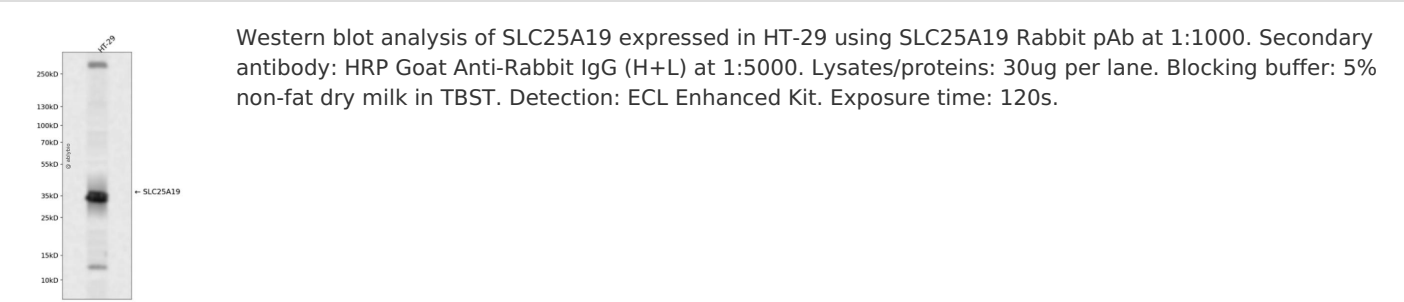 HT-29
250kD
130kD
100kD
70kD
55kD
35kD
25kD
15kD
10kD
← SLC25A19
Western blot analysis of SLC25A19 expressed in HT-29 using SLC25A19 Rabbit pAb at 1:1000. Secondary
antibody: HRP Goat Anti-Rabbit IgG (H+L) at 1:5000. Lysates/proteins: 30ug per lane. Blocking buffer: 5%
non-fat dry milk in TBST. Detection: ECL Enhanced Kit. Exposure time: 120s.